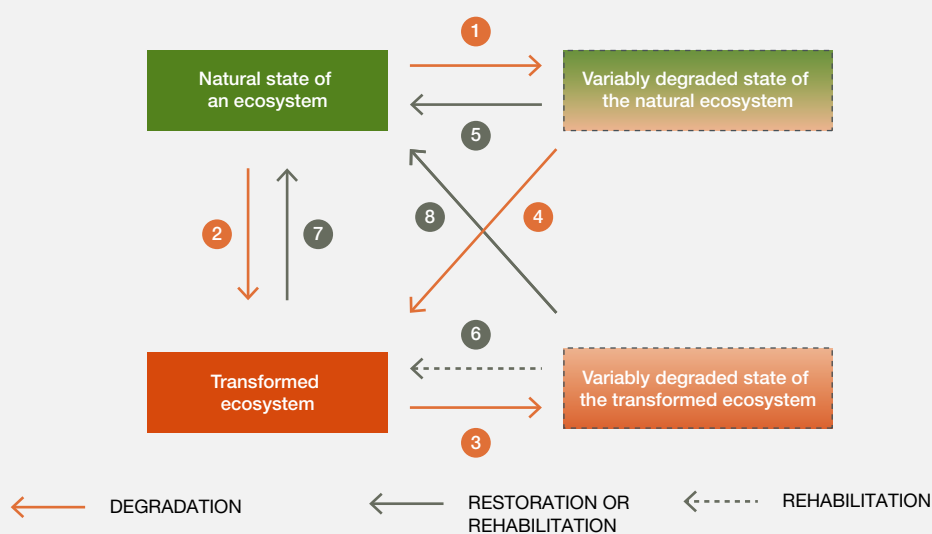 1
Natural state of
an ecosystem
Variably degraded state of
the natural ecosystem
5
2
7
8
4
6
Transformed
ecosystem
Variably degraded state of
the transformed ecosystem
3
DEGRADATION
RESTORATION OR
REHABILITATION
REHABILITATION